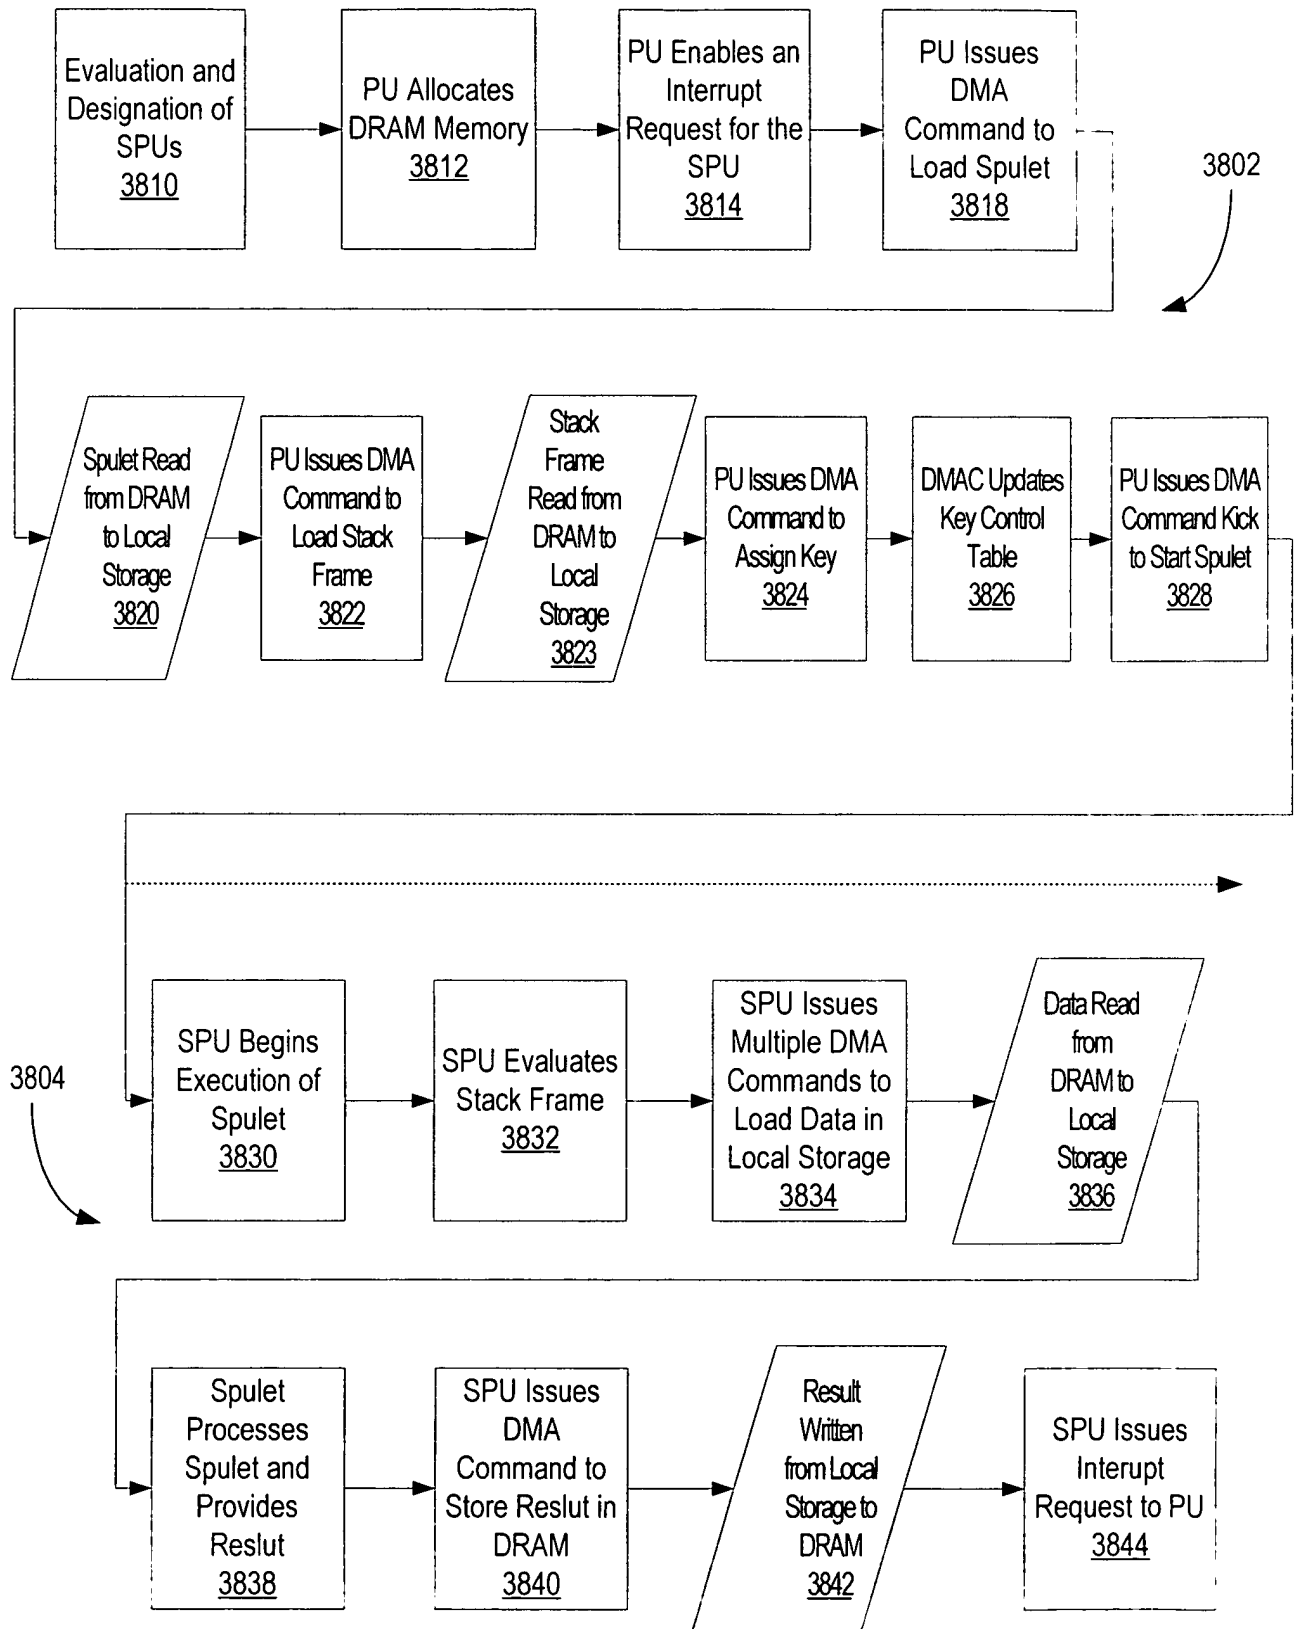 Evaluation and
Designation of
SPUs
3810
PU Allocates
DRAM Memory
3812
PU Enables an
Interrupt
Request for the
SPU
3814
PU Issues
DMA
Command to
Load Spulet
3818
3802
Spulet Read
from DRAM
to Local
Storage
3820
PU Issues DMA
Command to
Load Stack
Frame
3822
Stack
Frame
Read from
DRAM to
Local
Storage
3823
PU Issues DMA
Command to
Assign Key
3824
DMAC Updates
Key Control
Table
3826
PU Issues DMA
Command Kick
to Start Spulet
3828
3804
SPU Begins
Execution of
Spulet
3830
SPU Evaluates
Stack Frame
3832
SPU Issues
Multiple DMA
Commands to
Load Data in
Local Storage
3834
Data Read
from
DRAM to
Local
Storage
3836
Spulet
Processes
Spulet and
Provides
Reslut
3838
SPU Issues
DMA
Command to
Store Reslut in
DRAM
3840
Result
Written
from Local
Storage to
DRAM
3842
SPU Issues
Interupt
Request to PU
3844